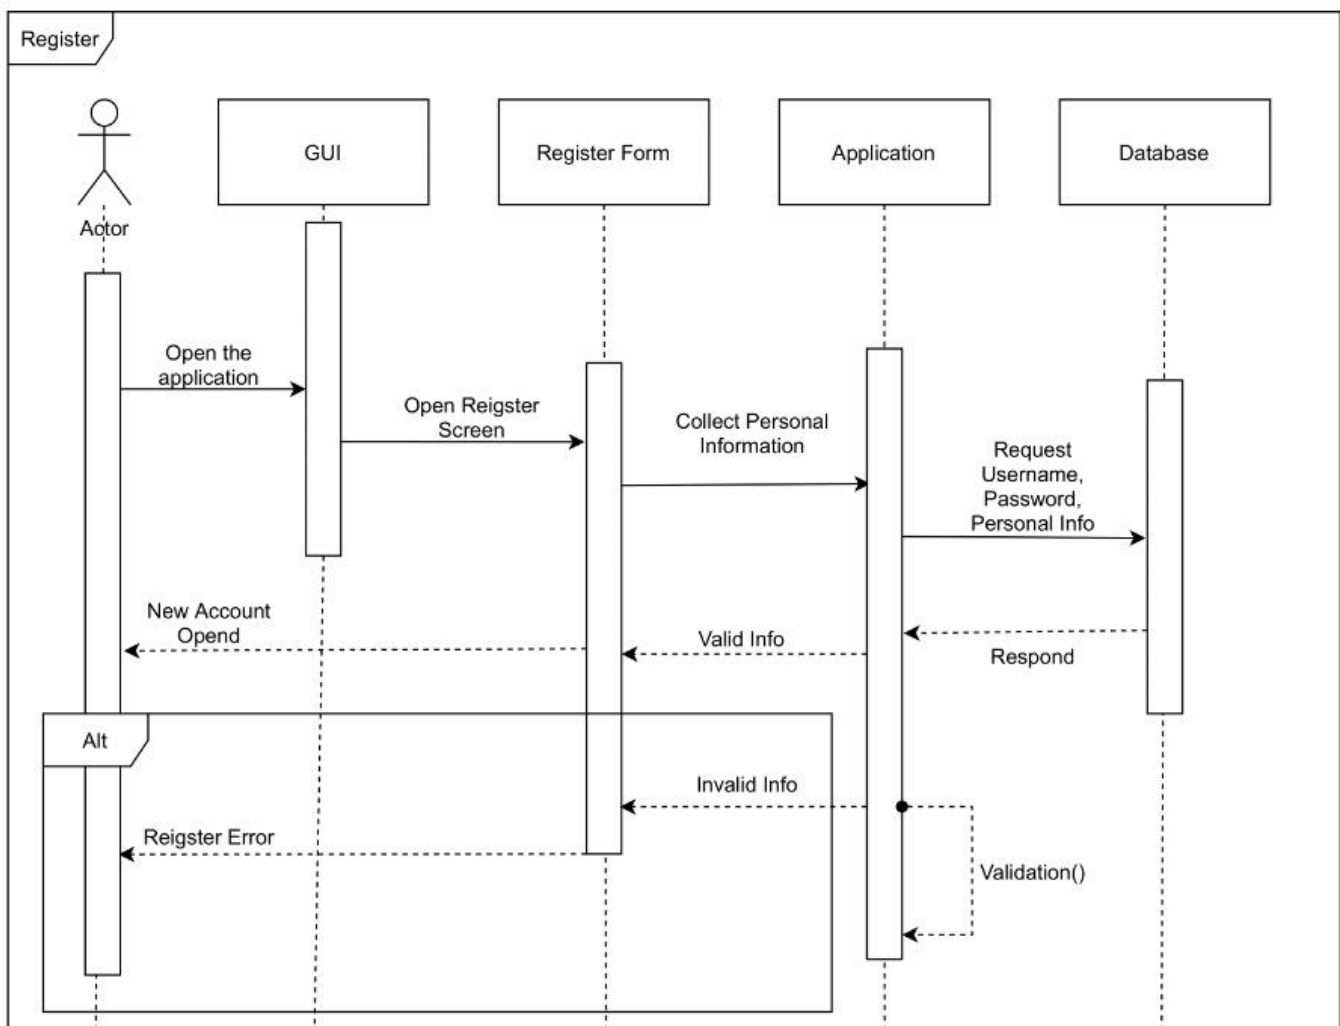 Register
GUI
Register Form
Application
Database
Actor
Open the
application
Open Reigster
Screen
Collect Personal
Information
Request
Username,
Password,
Personal Info
New Account
Opend
Valid Info
Respond
Alt
Invalid Info
Reigster Error
Validation()